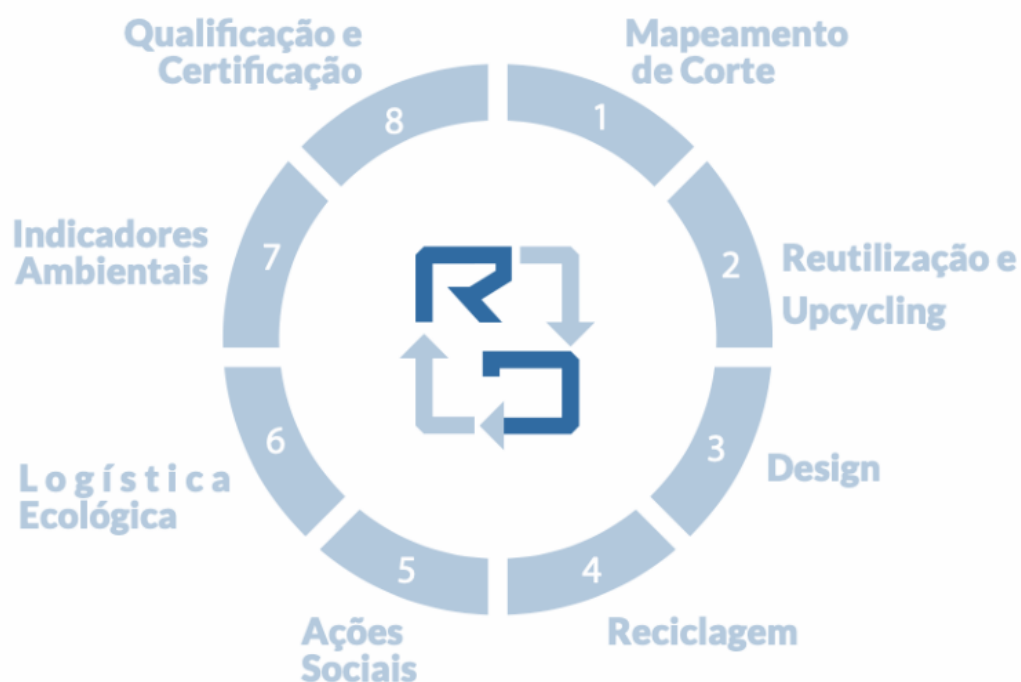 Mapeamento
de Corte
1
Reutilização e
Upcycling
2
Design
3
Reciclagem
4
Ações
Sociais
5
Logística
Ecológica
6
Indicadores
Ambientais
7
Qualificação e
Certificação
8